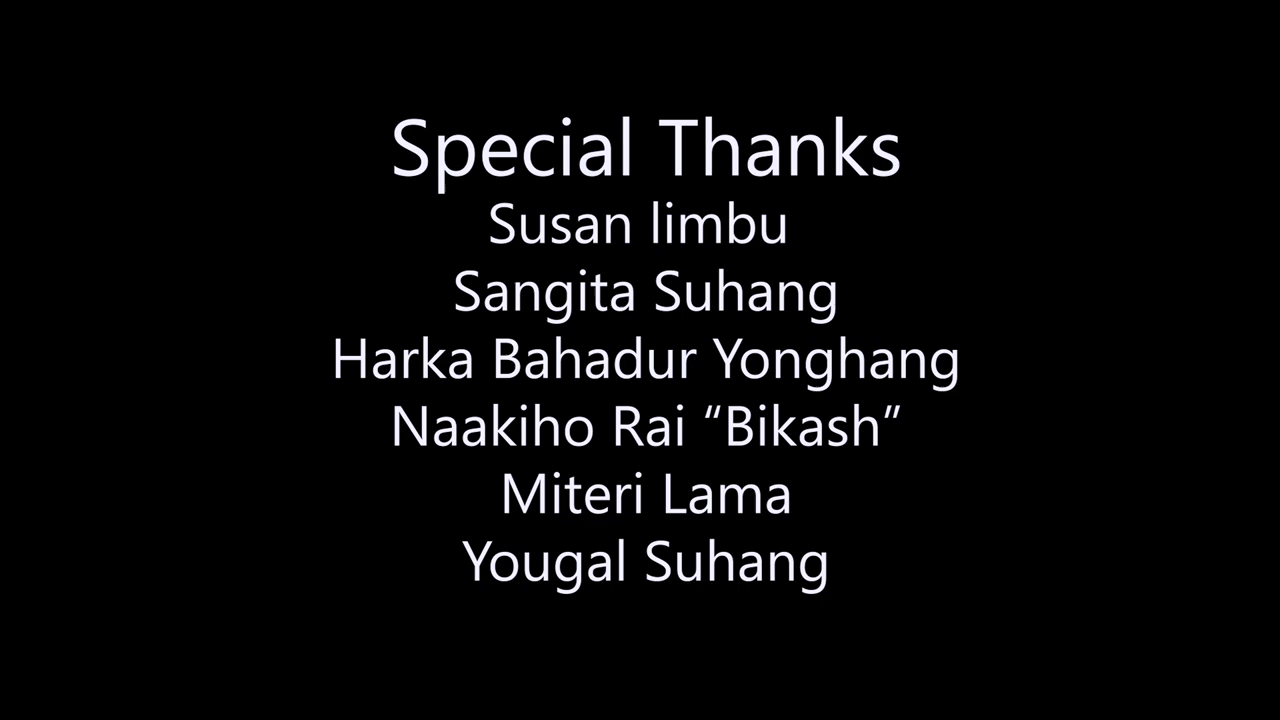 Special Thanks
Susan limbu
Sangita Suhang
Harka Bahadur Yonghang
Naakiho Rai “Bikash”
Miteri Lama
Yougal Suhang